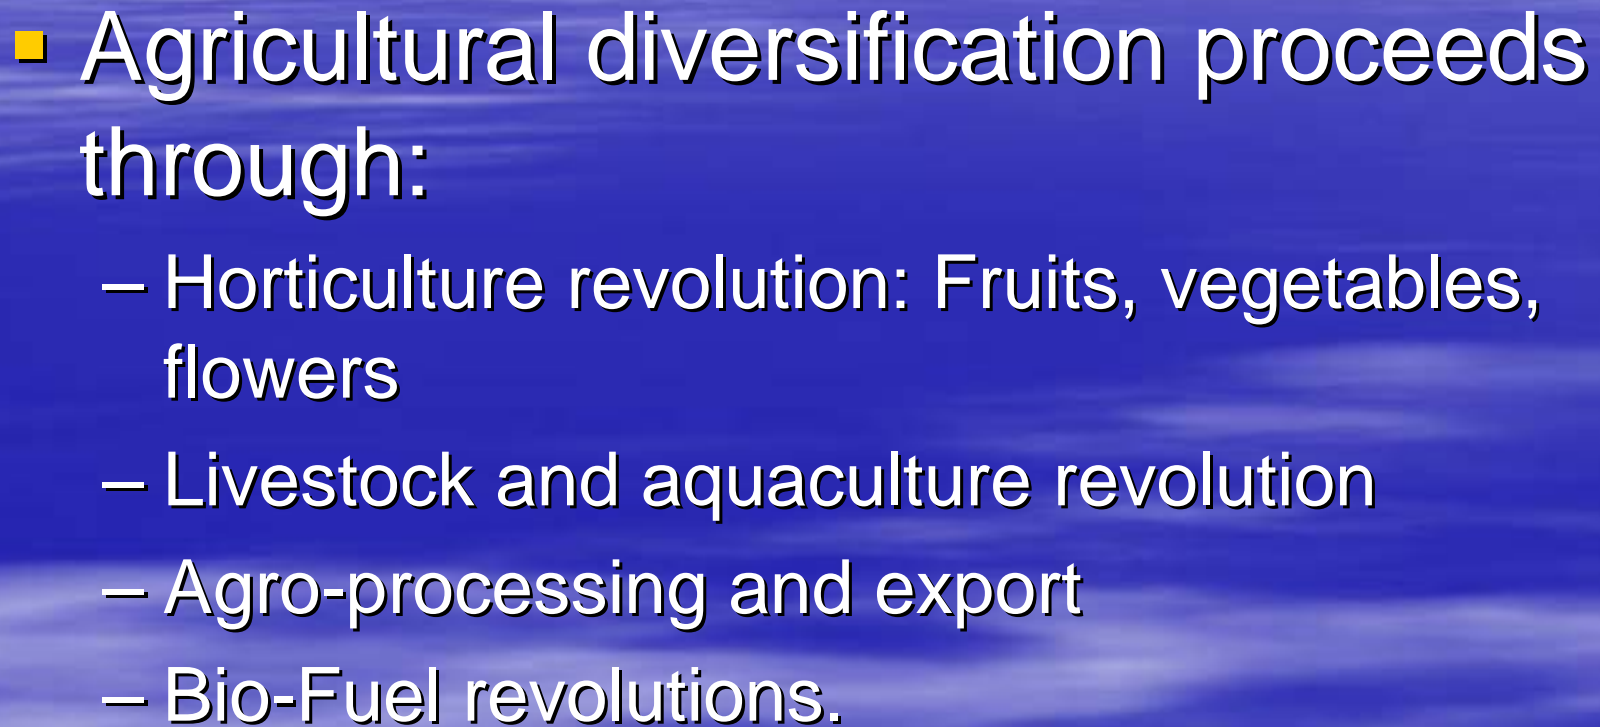 ▪ Agricultural diversification proceeds
through:
– Horticulture revolution: Fruits, vegetables,
flowers
– Livestock and aquaculture revolution
– Agro-processing and export
– Bio-Fuel revolutions.